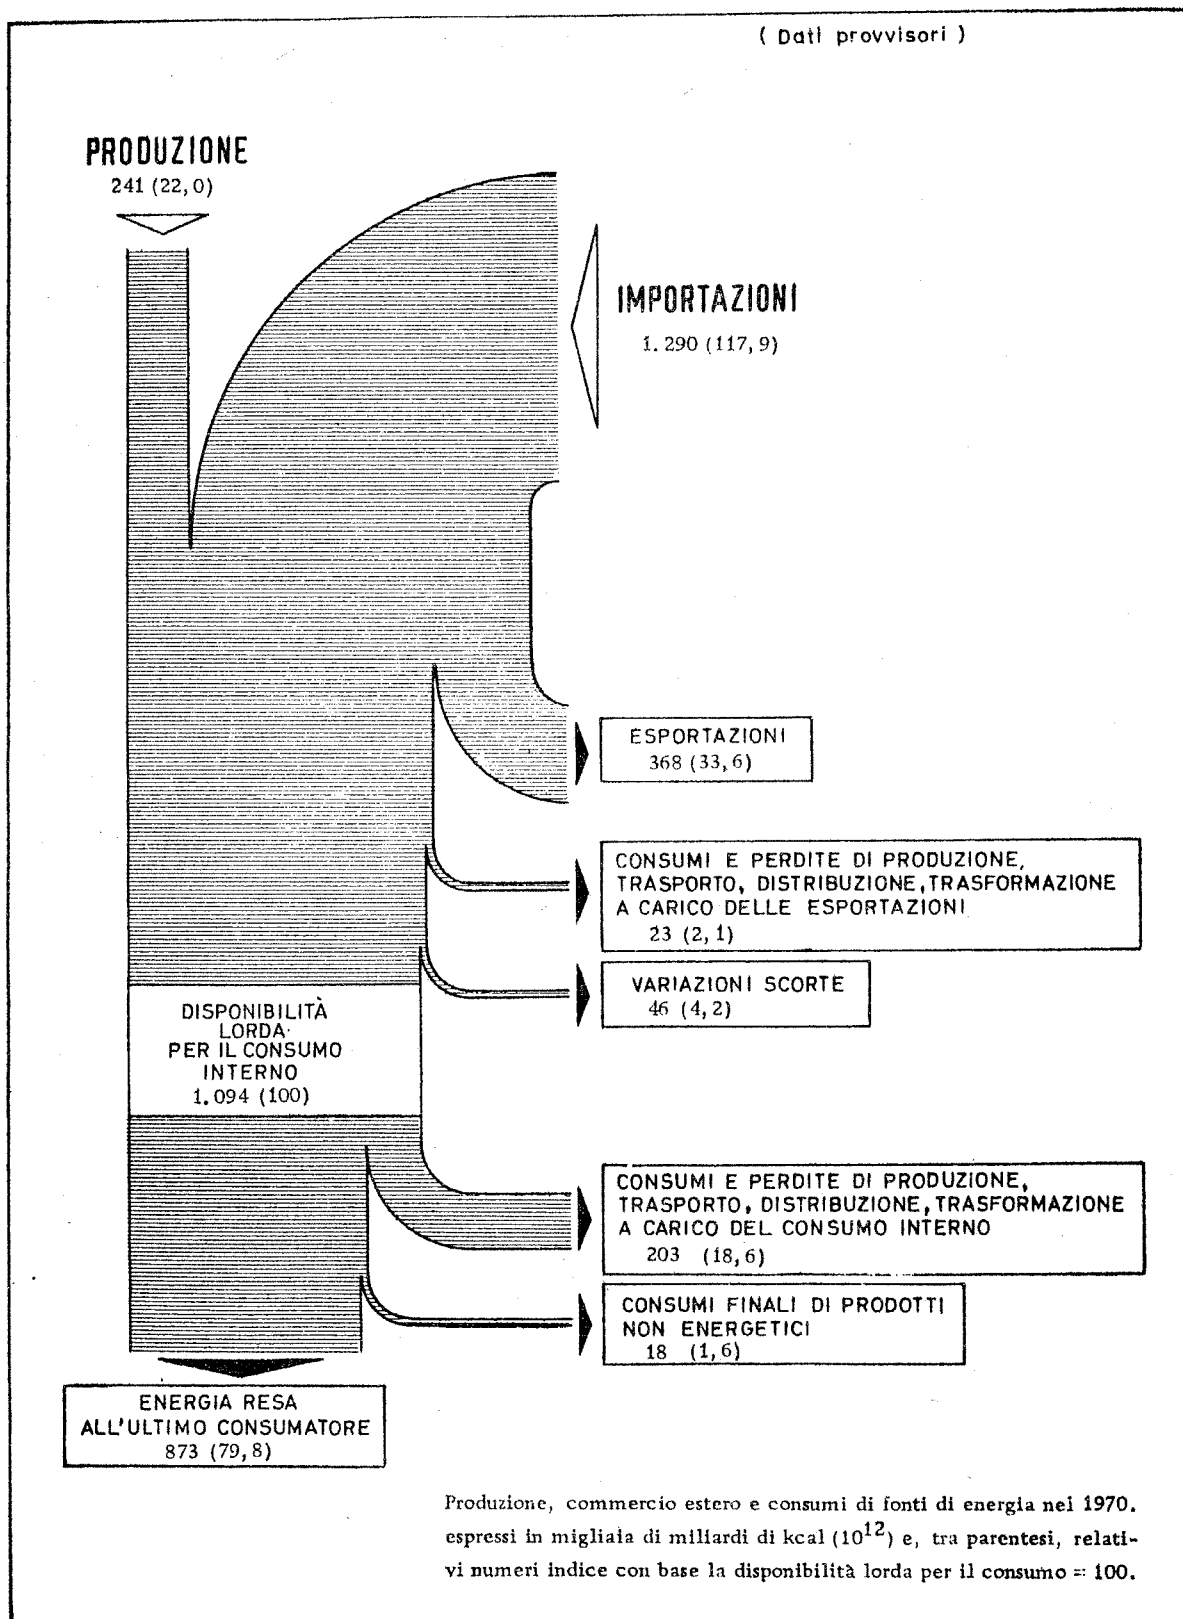 ( Dati provvisori )
PRODUZIONE
241 (22,0)
IMPORTAZIONI
1.290 (117,9)
ESPORTAZIONI
368 (33,6)
CONSUMI E PERDITE DI PRODUZIONE,
TRASPORTO, DISTRIBUZIONE, TRASFORMAZIONE
A CARICO DELLE ESPORTAZIONI
23 (2,1)
VARIAZIONI SCORTE
46 (4,2)
DISPONIBILITÀ
LORDA
PER IL CONSUMO
INTERNO
1.094 (100)
CONSUMI E PERDITE DI PRODUZIONE,
TRASPORTO, DISTRIBUZIONE, TRASFORMAZIONE
A CARICO DEL CONSUMO INTERNO
203 (18,6)
CONSUMI FINALI DI PRODOTTI
NON ENERGETICI
18 (1,6)
ENERGIA RESA
ALL'ULTIMO CONSUMATORE
873 (79,8)
Produzione, commercio estero e consumi di fonti di energia nel 1970.
espressi in migliaia di miliardi di kcal (10¹²) e, tra parentesi, relati-
vi numeri indice con base la disponibilità lorda per il consumo = 100.